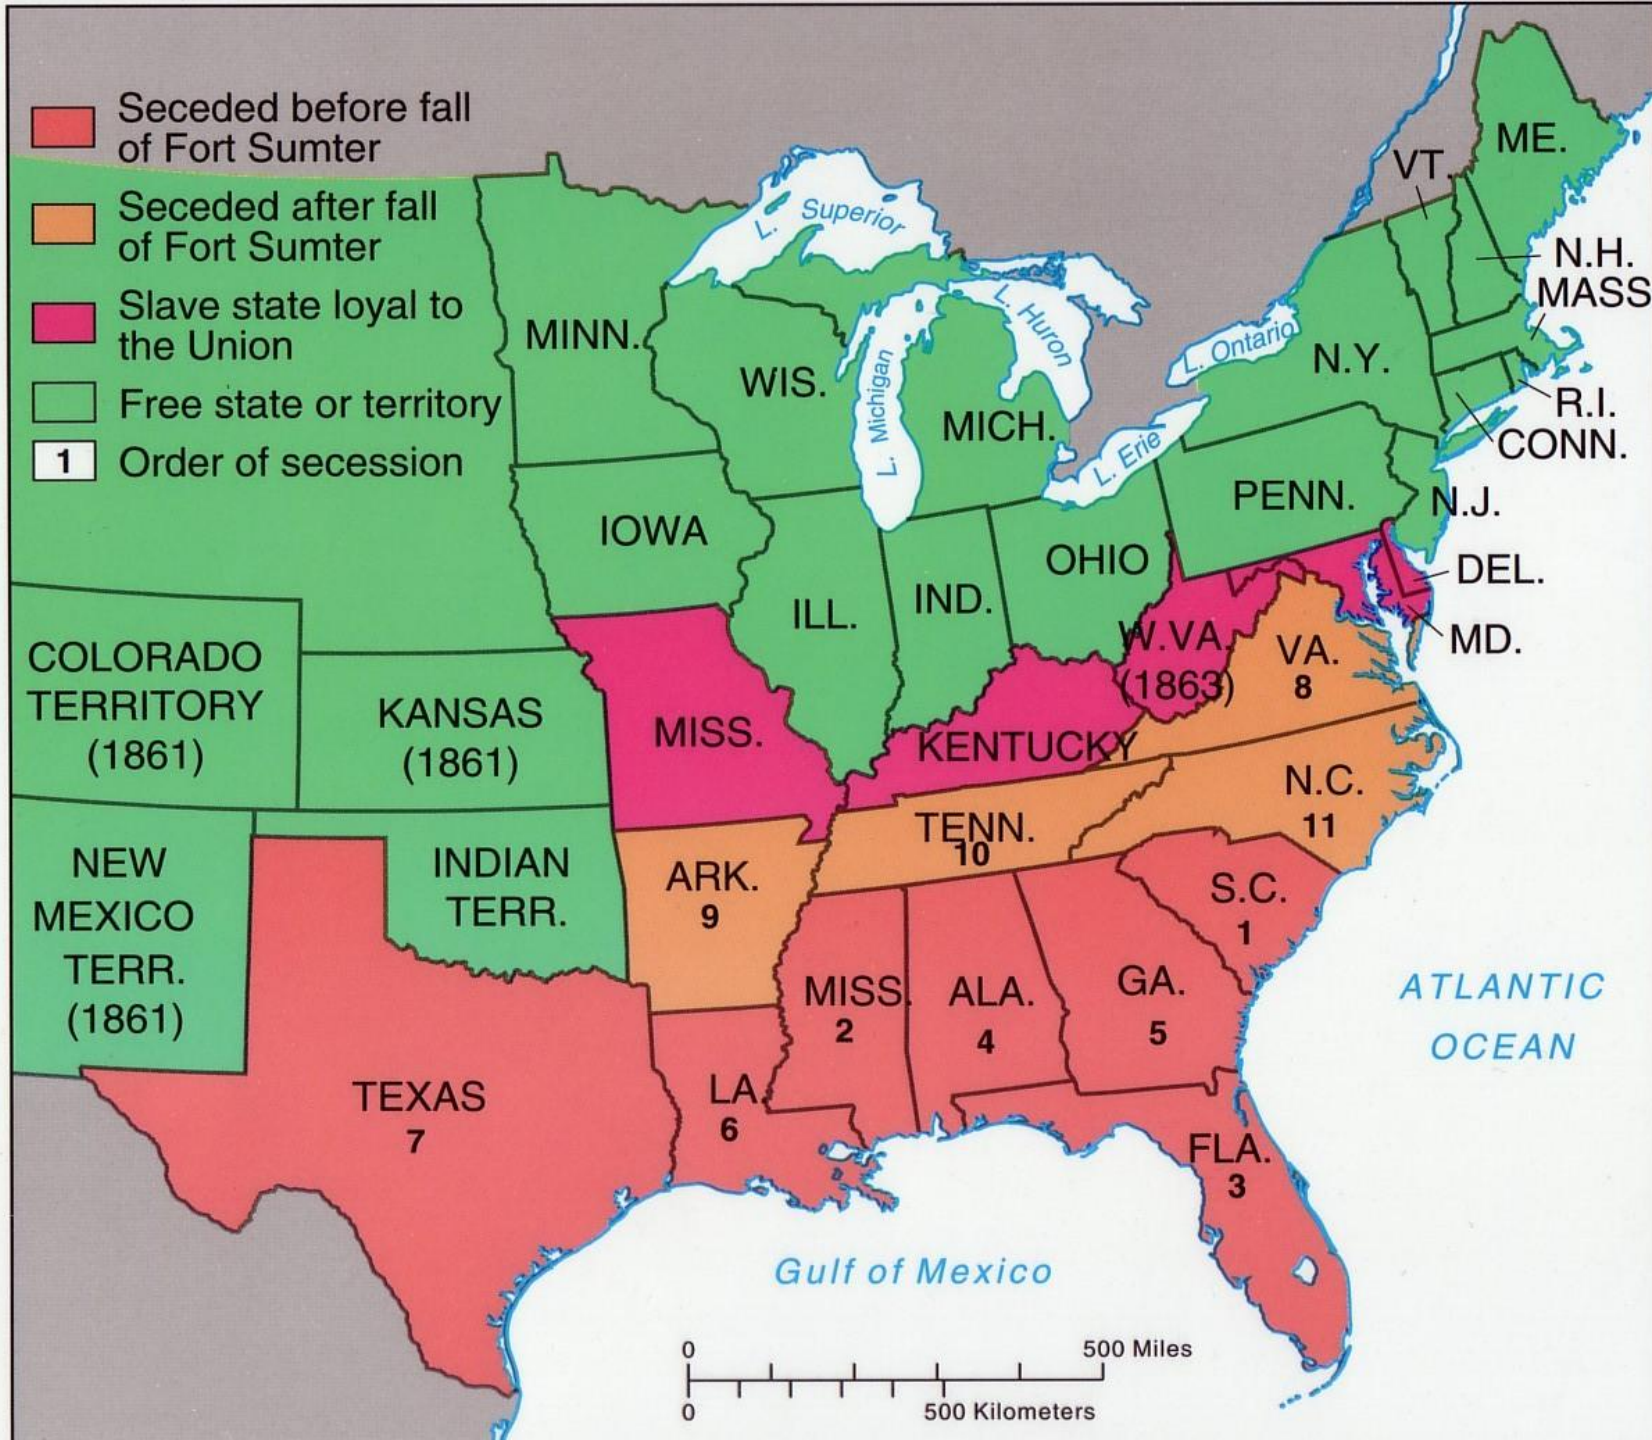 Seceded before fall
of Fort Sumter
Seceded after fall
of Fort Sumter
Slave state loyal to
the Union
Free state or territory
1 Order of secession
L. Superior
L. Michigan
L. Huron
L. Ontario
L. Erie
ME.
VT.
N.H.
MASS
R.I.
CONN.
N.Y.
PENN.
N.J.
DEL.
MD.
MINN.
WIS.
MICH.
IOWA
ILL.
IND.
OHIO
W.VA.
(1863)
VA.
8
COLORADO
TERRITORY
(1861)
KANSAS
(1861)
MISS.
KENTUCKY
N.C.
11
TENN.
10
NEW
MEXICO
TERR.
(1861)
INDIAN
TERR.
ARK.
9
S.C.
1
MISS.
2
ALA.
4
GA.
5
TEXAS
7
LA.
6
FLA.
3
ATLANTIC
OCEAN
Gulf of Mexico
0 500 Miles
0 500 Kilometers